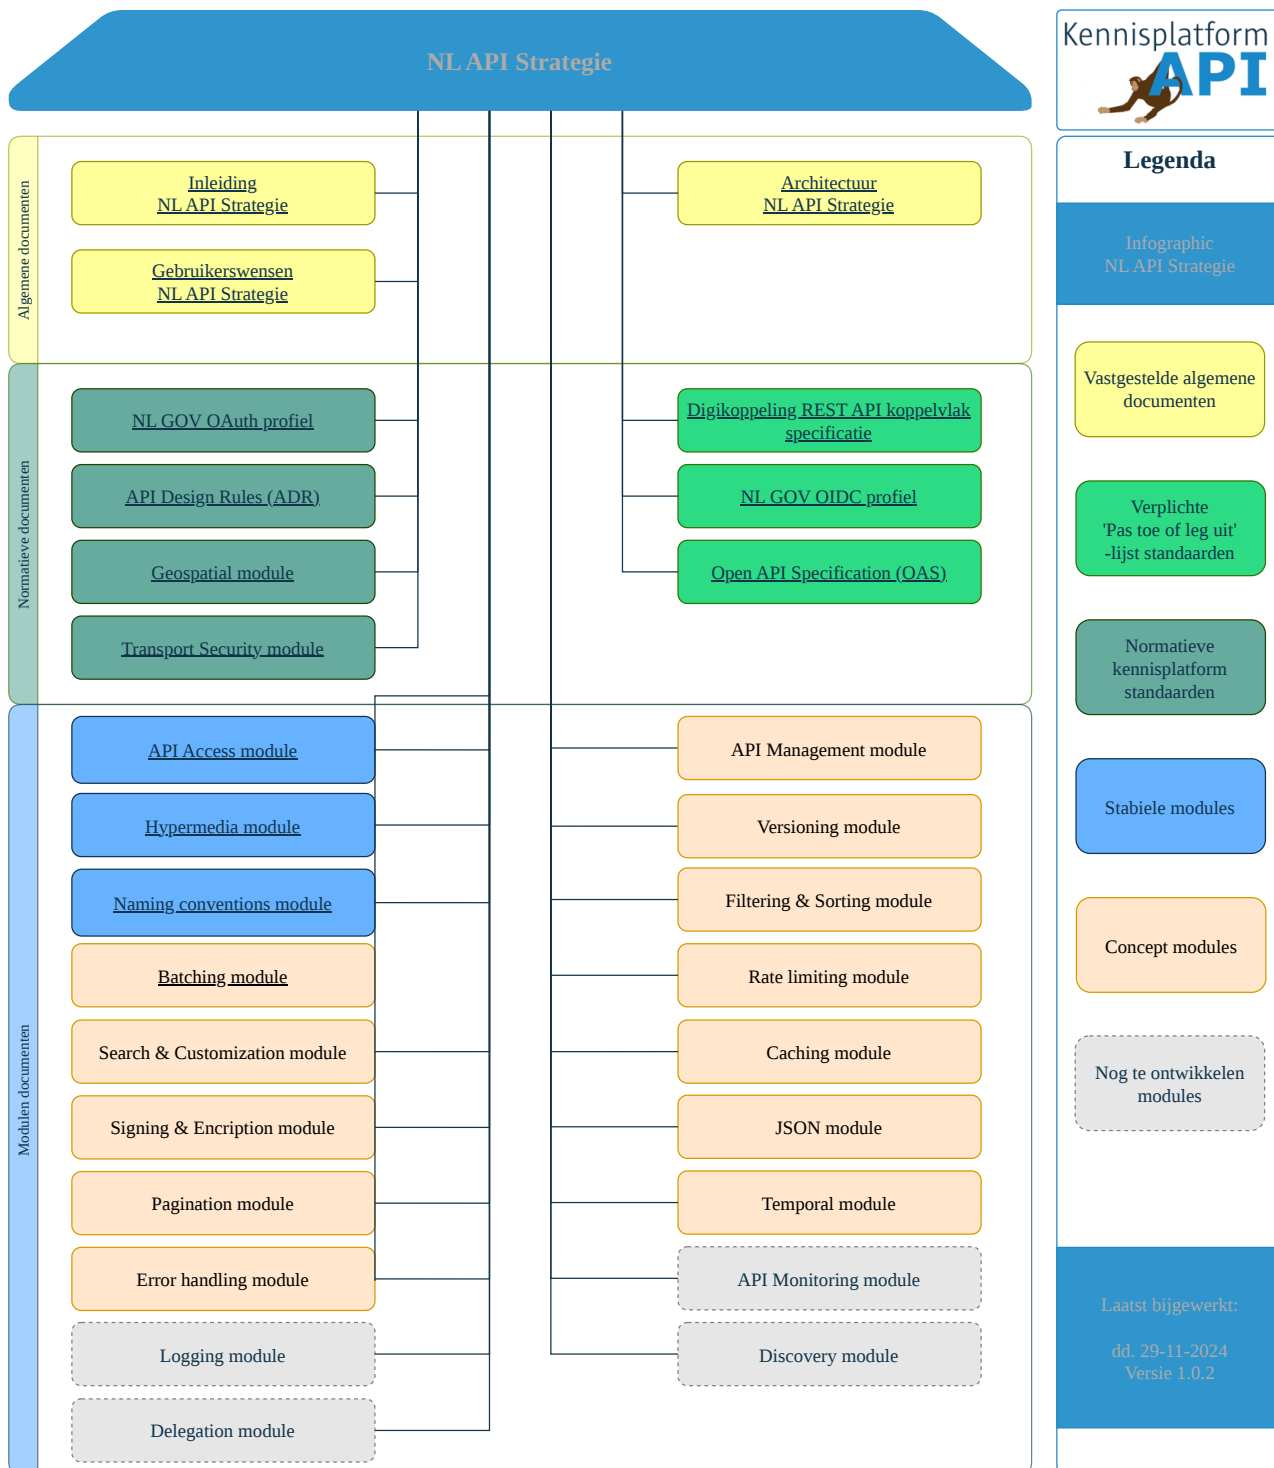 NL API Strategie
Kennisplatform
API
Algemene documenten
Inleiding
NL API Strategie
Architectuur
NL API Strategie
Gebruikerswensen
NL API Strategie
Normatieve documenten
NL GOV OAuth profiel
Digikoppeling REST API koppelvlak
specificatie
API Design Rules (ADR)
NL GOV OIDC profiel
Geospatial module
Open API Specification (OAS)
Transport Security module
Modulen documenten
API Access module
API Management module
Hypermedia module
Versioning module
Naming conventions module
Filtering & Sorting module
Batching module
Rate limiting module
Search & Customization module
Caching module
Signing & Encription module
JSON module
Pagination module
Temporal module
Error handling module
API Monitoring module
Logging module
Discovery module
Delegation module
Legenda
Infographic
NL API Strategie
Vastgestelde algemene
documenten
Verplichte
'Pas toe of leg uit'
-lijst standaarden
Normatieve
kennisplatform
standaarden
Stabiele modules
Concept modules
Nog te ontwikkelen
modules
Laatst bijgewerkt:
dd. 29-11-2024
Versie 1.0.2